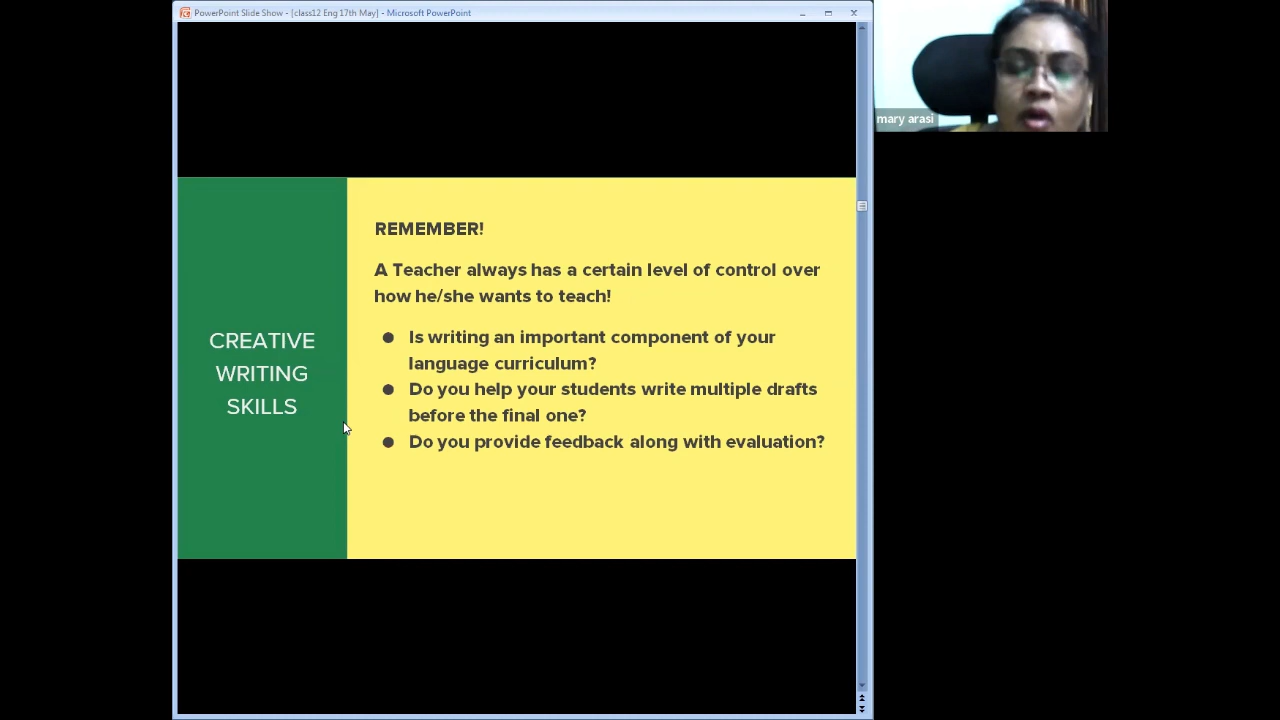 PowerPoint Slide Show - [class12 Eng 17th May] - Microsoft PowerPoint
mary arasi
CREATIVE
WRITING
SKILLS
REMEMBER!
A Teacher always has a certain level of control over
how he/she wants to teach!
● Is writing an important component of your
language curriculum?
● Do you help your students write multiple drafts
before the final one?
● Do you provide feedback along with evaluation?